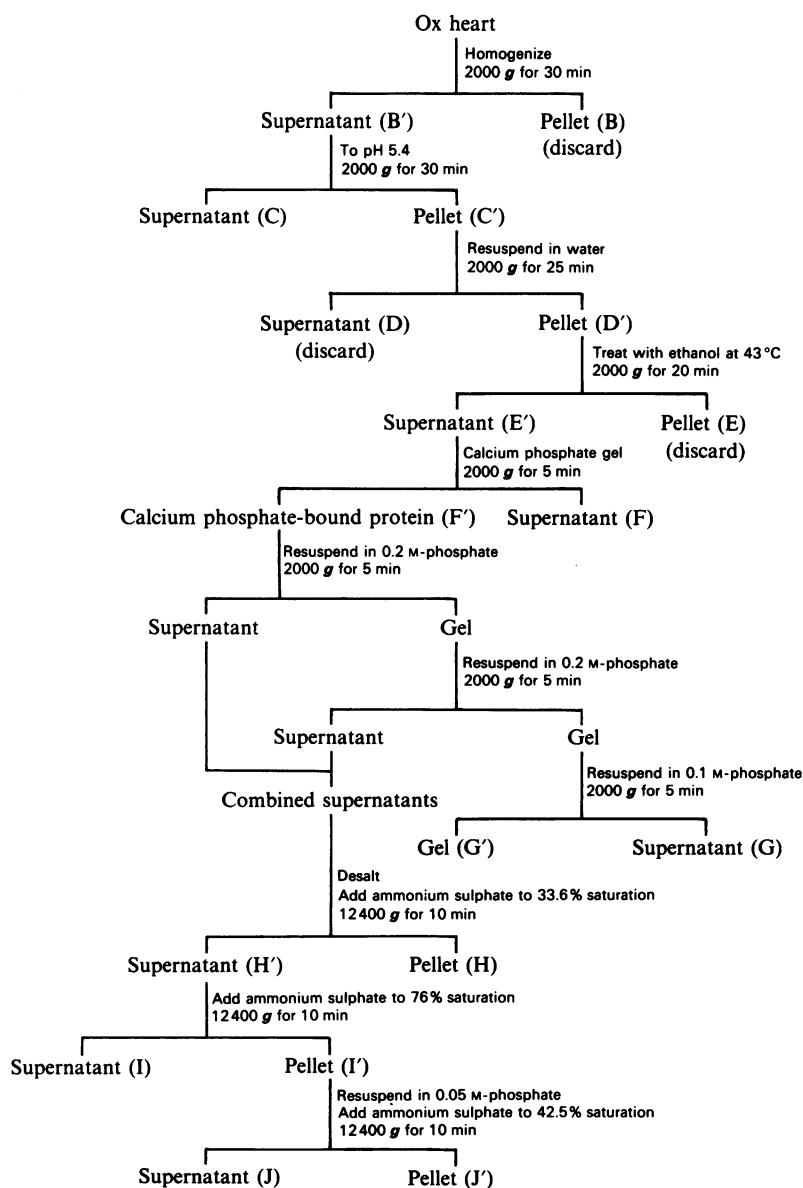 Ox heart
Homogenize
2000 g for 30 min
Supernatant (B′) Pellet (B)
(discard)
To pH 5.4
2000 g for 30 min
Supernatant (C) Pellet (C′)
Resuspend in water
2000 g for 25 min
Supernatant (D) Pellet (D′)
(discard)
Treat with ethanol at 43 °C
2000 g for 20 min
Supernatant (E′) Pellet (E)
(discard)
Calcium phosphate gel
2000 g for 5 min
Calcium phosphate-bound protein (F′) Supernatant (F)
Resuspend in 0.2 M-phosphate
2000 g for 5 min
Supernatant Gel
Resuspend in 0.2 M-phosphate
2000 g for 5 min
Supernatant Gel
Resuspend in 0.1 M-phosphate
2000 g for 5 min
Combined supernatants
Gel (G′) Supernatant (G)
Desalt
Add ammonium sulphate to 33.6% saturation
12400 g for 10 min
Supernatant (H′) Pellet (H)
Add ammonium sulphate to 76% saturation
12400 g for 10 min
Supernatant (I) Pellet (I′)
Resuspend in 0.05 M-phosphate
Add ammonium sulphate to 42.5% saturation
12400 g for 10 min
Supernatant (J) Pellet (J′)